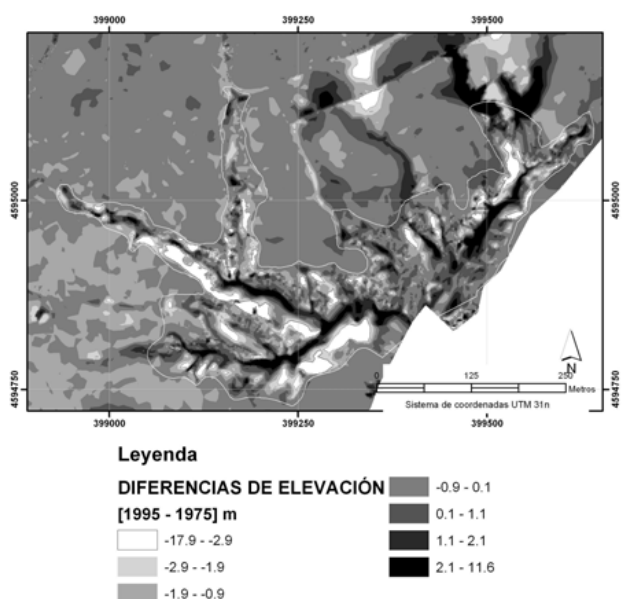 399000 399250 399500
4595000 4595000
4594750 4594750
N
0 125 250
Metros
Sistema de coordenadas UTM 31n
399000 399250 399500
Leyenda
DIFERENCIAS DE ELEVACIÓN
[1995 - 1975] m
-17.9 - -2.9
-2.9 - -1.9
-1.9 - -0.9
-0.9 - 0.1
0.1 - 1.1
1.1 - 2.1
2.1 - 11.6